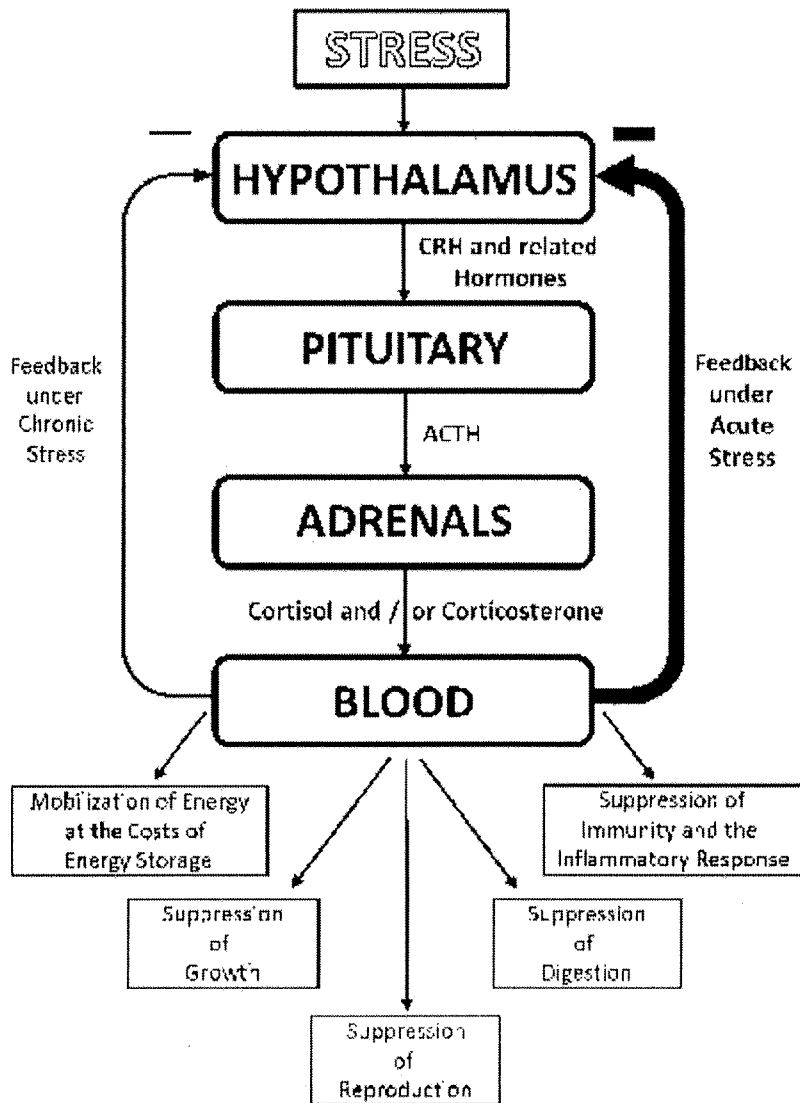 STRESS
HYPOTHALAMUS
CRH and related
Hormones
PITUITARY
Feedback
under
Chronic
Stress
Feedback
under
Acute
Stress
ACTH
ADRENALS
Cortisol and / or Corticosterone
BLOOD
Mobilization of Energy
at the Costs of
Energy Storage
Suppression of
Immunity and the
Inflammatory Response
Suppression
of
Growth
Suppression
of
Digestion
Suppression
of
Reproduction